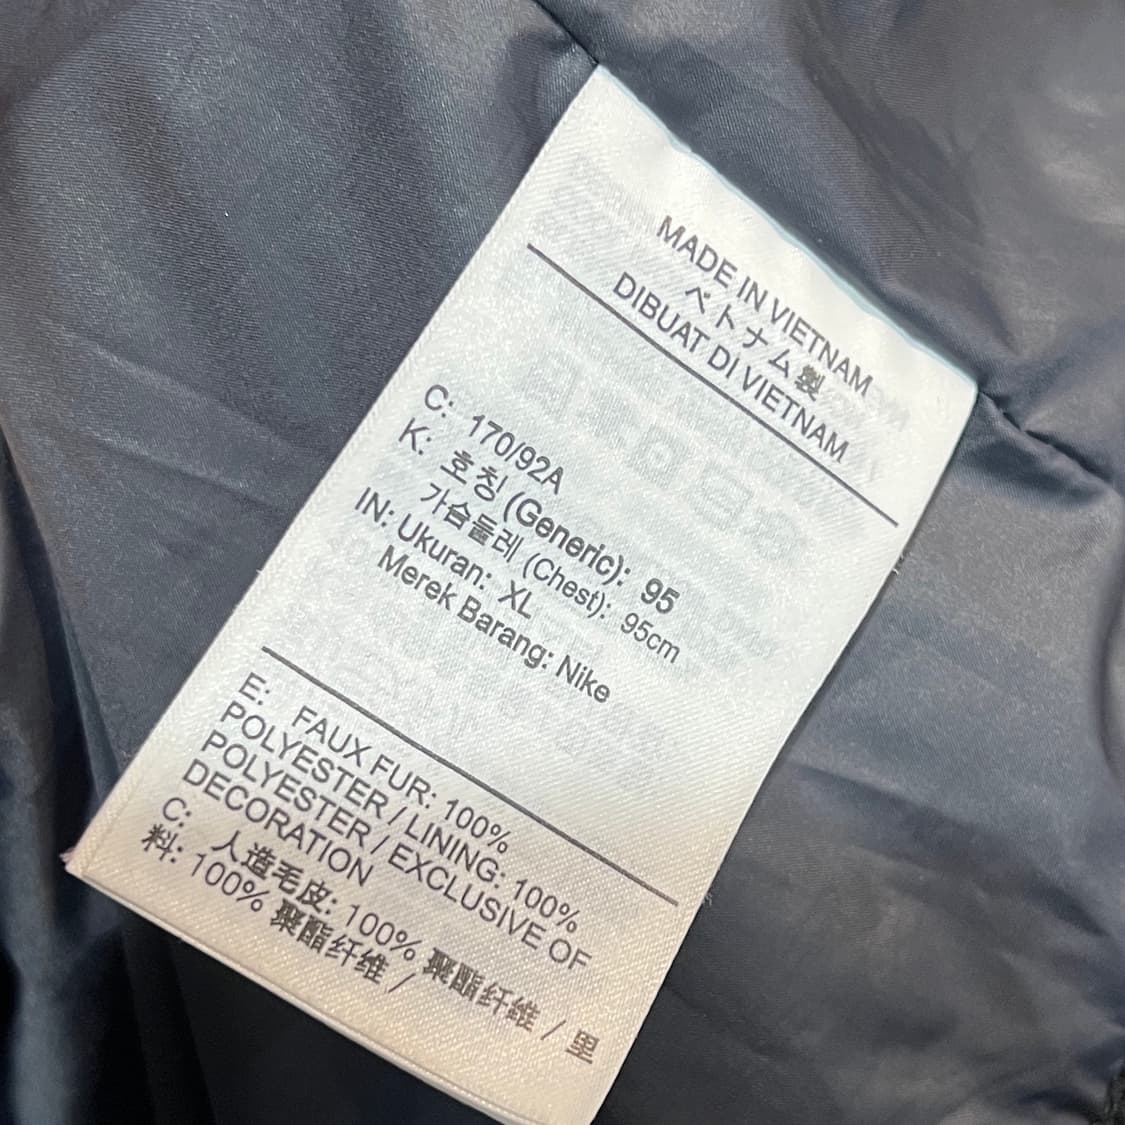 MADE IN VIETNAM
ベトナム製
DIBUAT DI VIETNAM
C: 170/92A
K: 호칭 (Generic): 95
가슴둘레 (Chest): 95cm
IN: Ukuran: XL
Merek Barang: Nike
E: FAUX FUR: 100%
POLYESTER / LINING: 100%
POLYESTER / EXCLUSIVE OF
DECORATION
C: 人造毛皮: 100% 聚酯纤维 / 里
料: 100% 聚酯纤维 /